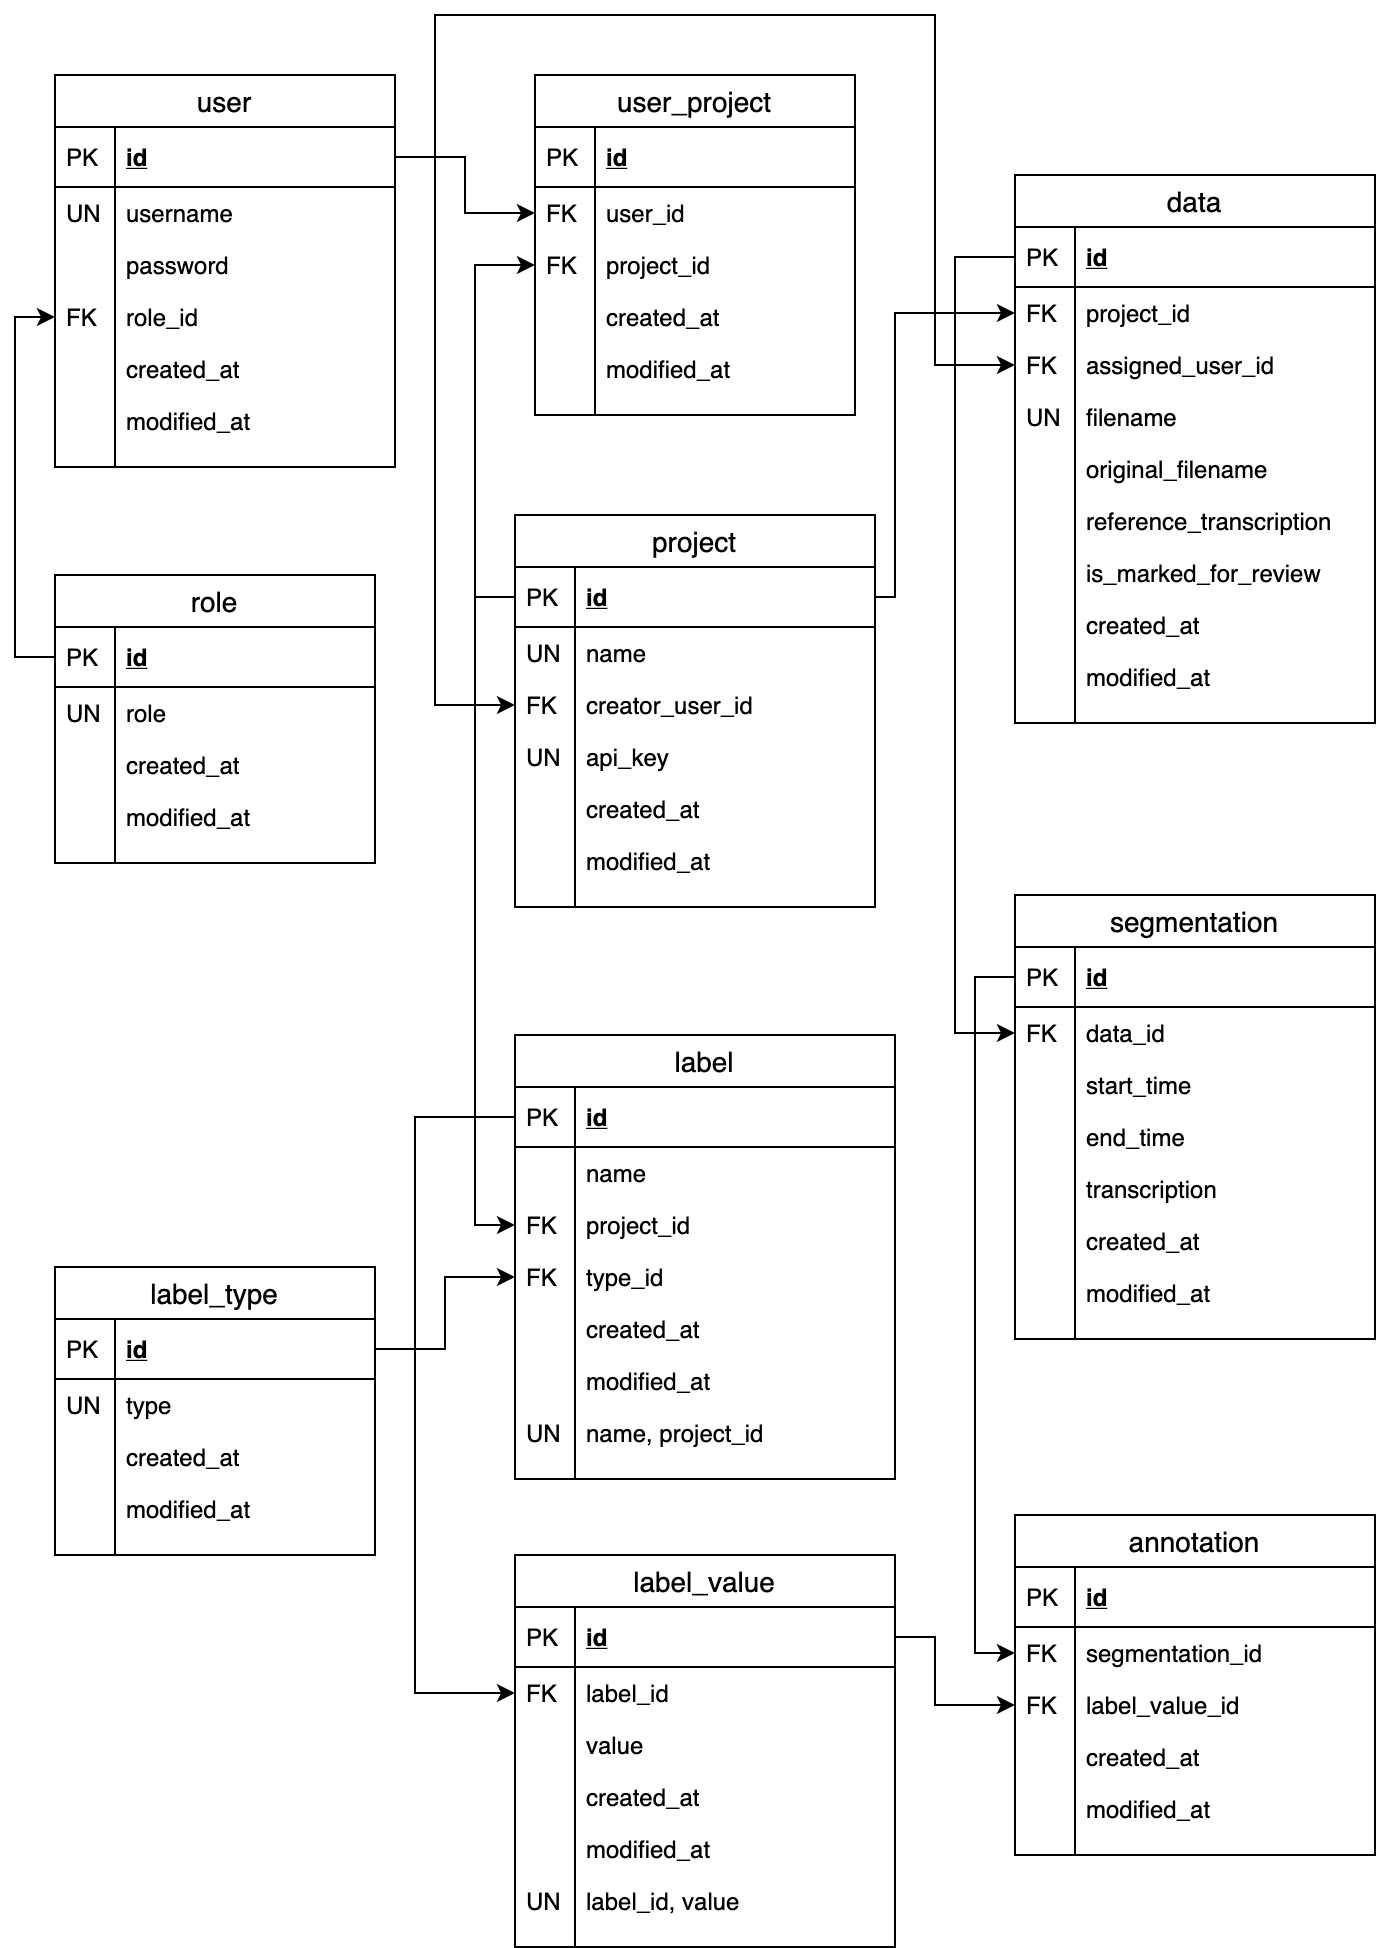 user
PK id
UN username
password
FK role_id
created_at
modified_at
user_project
PK id
FK user_id
FK project_id
created_at
modified_at
data
PK id
FK project_id
FK assigned_user_id
UN filename
original_filename
reference_transcription
is_marked_for_review
created_at
modified_at
role
PK id
UN role
created_at
modified_at
project
PK id
UN name
FK creator_user_id
UN api_key
created_at
modified_at
segmentation
PK id
FK data_id
start_time
end_time
transcription
created_at
modified_at
label
PK id
name
FK project_id
FK type_id
created_at
modified_at
UN name, project_id
label_type
PK id
UN type
created_at
modified_at
label_value
PK id
FK label_id
value
created_at
modified_at
UN label_id, value
annotation
PK id
FK segmentation_id
FK label_value_id
created_at
modified_at